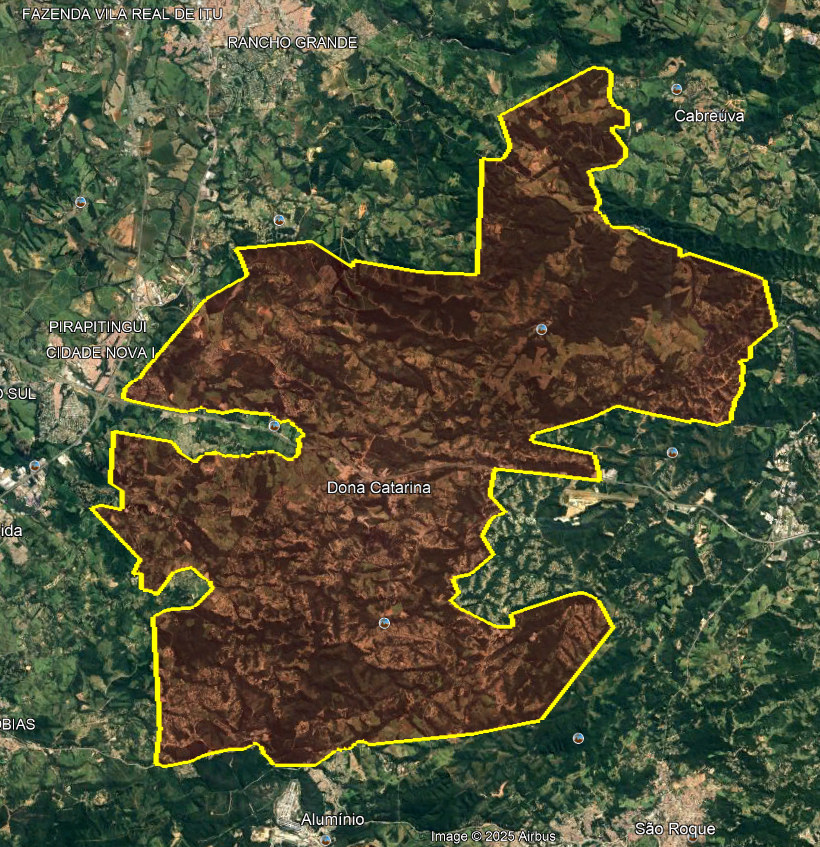 FAZENDA VILA REAL DE ITU
RANCHO GRANDE
Cabreúva
PIRAPITINGUI
CIDADE NOVA I
O SUL
Dona Catarina
ida
OBIAS
Alumínio
São Roque
Image © 2025 Airbus